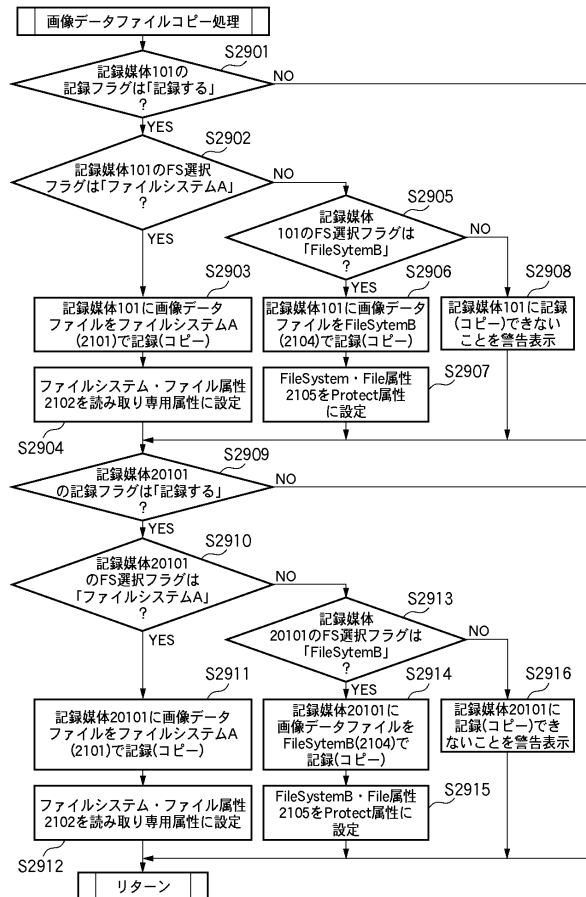 画像データファイルコピー処理
S2901
記録媒体101の
記録フラグは「記録する」
?
NO
YES
S2902
記録媒体101のFS選択
フラグは「ファイルシステムA」
?
NO
YES
S2905
記録媒体
101のFS選択フラグは
「FileSytemB」
?
NO
YES
S2903
記録媒体101に画像データ
ファイルをファイルシステムA
(2101)で記録(コピー)
S2906
記録媒体101に画像データ
ファイルをFileSytemB
(2104)で記録(コピー)
S2908
記録媒体101に記録
(コピー)できない
ことを警告表示
ファイルシステム・ファイル属性
2102を読み取り専用属性に設定
S2904
S2907
FileSystem・File属性
2105をProtect属性
に設定
S2909
記録媒体20101
の記録フラグは「記録する」
?
NO
YES
S2910
記録媒体20101
のFS選択フラグは
「ファイルシステムA」
?
NO
YES
S2913
記録媒体
20101のFS選択フラグは
「FileSytemB」
?
NO
YES
S2911
記録媒体20101に画像データ
ファイルをファイルシステムA
(2101)で記録(コピー)
S2914
記録媒体20101に
画像データファイルを
FileSytemB(2104)で
記録(コピー)
S2916
記録媒体20101に
記録(コピー)でき
ないことを警告表示
ファイルシステム・ファイル属性
2102を読み取り専用属性に設定
S2912
S2915
FileSystemB・File属性
2105をProtect属性に
設定
リターン